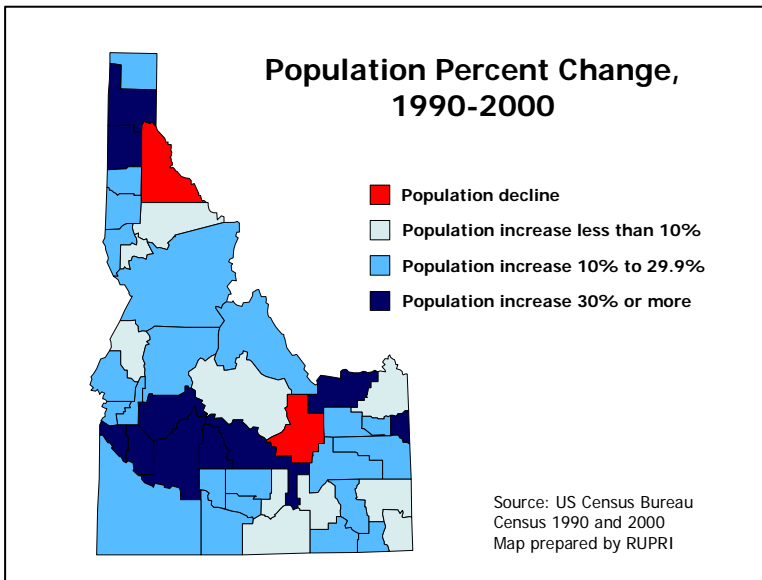 Population Percent Change,
1990-2000
Population decline
Population increase less than 10%
Population increase 10% to 29.9%
Population increase 30% or more
Source: US Census Bureau
Census 1990 and 2000
Map prepared by RUPRI